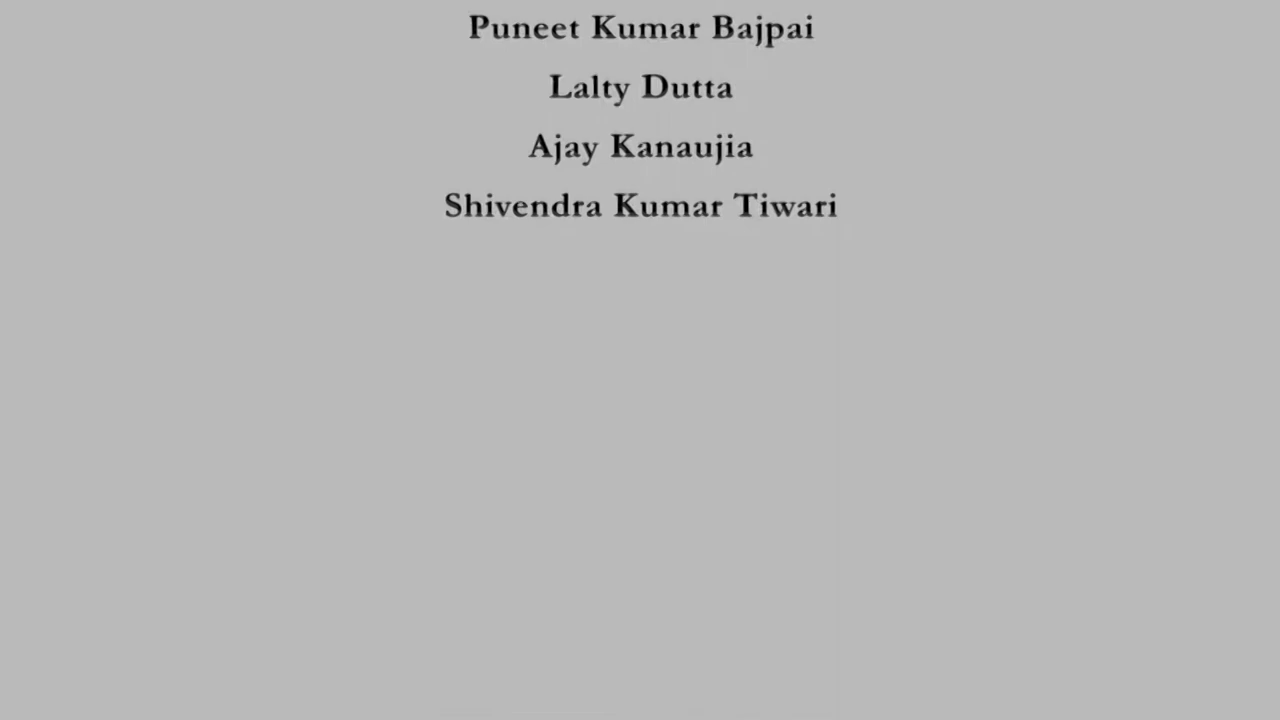 Puneet Kumar Bajpai
Lalty Dutta
Ajay Kanaujia
Shivendra Kumar Tiwari